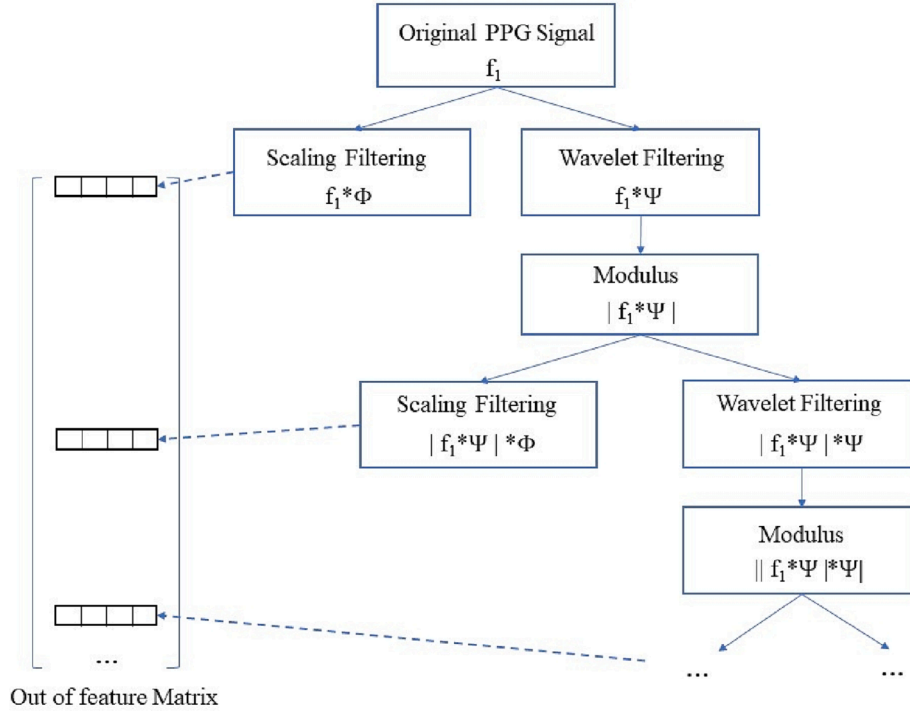 Original PPG Signal
f₁
Scaling Filtering
f₁*Φ
Wavelet Filtering
f₁*Ψ
Modulus
| f₁*Ψ |
Scaling Filtering
| f₁*Ψ | *Φ
Wavelet Filtering
| f₁*Ψ | *Ψ
Modulus
|| f₁*Ψ |*Ψ|
...
...
...
Out of feature Matrix